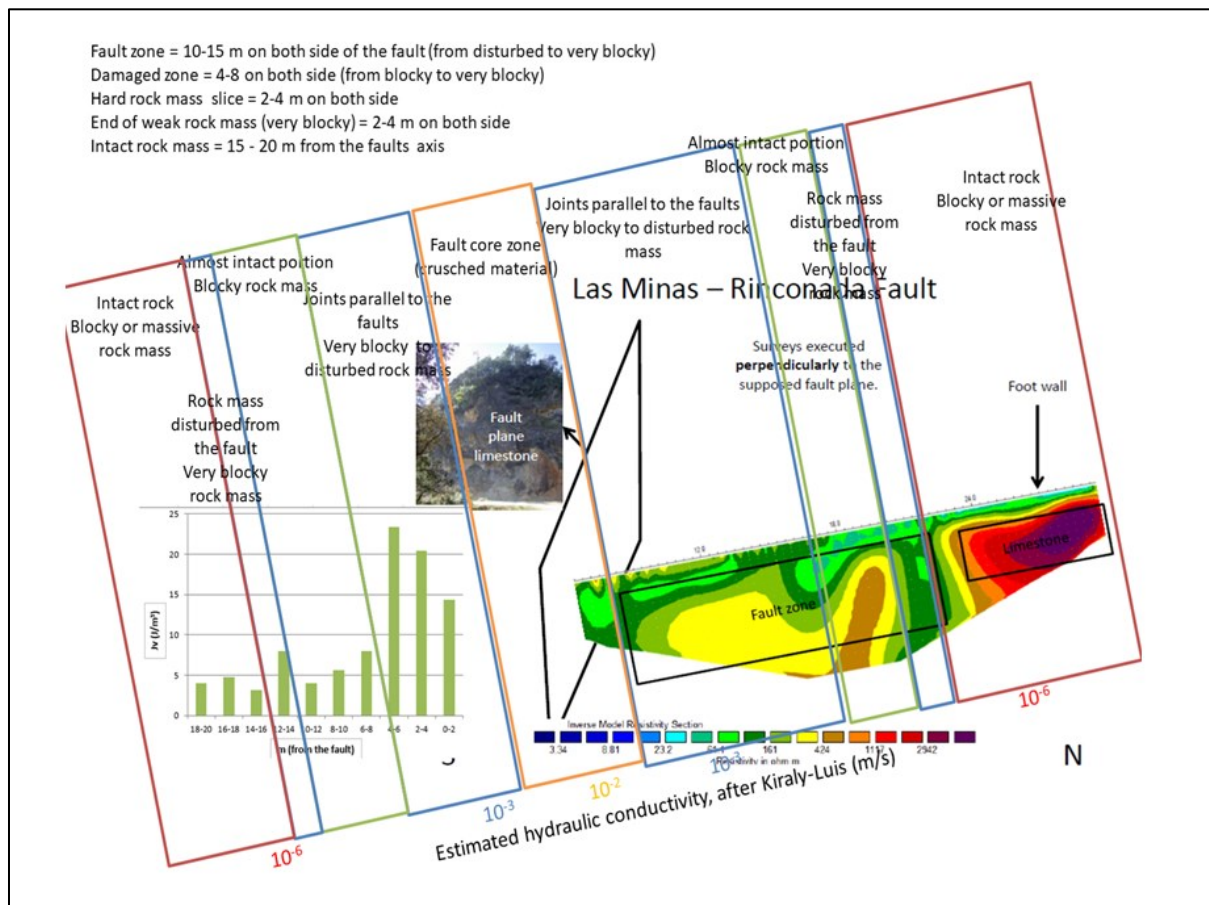 Fault zone = 10-15 m on both side of the fault (from disturbed to very blocky)
Damaged zone = 4-8 on both side (from blocky to very blocky)
Hard rock mass slice = 2-4 m on both side
End of weak rock mass (very blocky) = 2-4 m on both side
Intact rock mass = 15 - 20 m from the faults axis
Almost intact portion
Blocky rock mass
Intact rock
Blocky or massive
rock mass
Joints parallel to the faults
Very blocky to disturbed rock
mass
Rock mass
disturbed from
the fault
Very blocky
rock mass
Fault core zone
(crusched material)
Almost intact portion
Blocky rock mass
Intact rock
Blocky or massive
rock mass
Joints parallel to the
faults
Very blocky to
disturbed rock mass
Las Minas – Rinconada Fault
Surveys executed
perpendicularly to the
supposed fault plane.
Foot wall
Rock mass
disturbed from
the fault
Very blocky
rock mass
Fault
plane
limestone
25
20
15
10
5
0
Jv (J/m³)
18-20 16-18 14-16 12-14 10-12 8-10 6-8 4-6 2-4 0-2
m (from the fault)
12.0 18.0 24.0
Limestone
Fault zone
Inverse Model Resistivity Section
3.34 8.81 23.2 161 424 1117 2942
Resistivity in ohm m
N
10-6
10-3
10-2
10-3
10-6
Estimated hydraulic conductivity, after Kiraly-Luis (m/s)